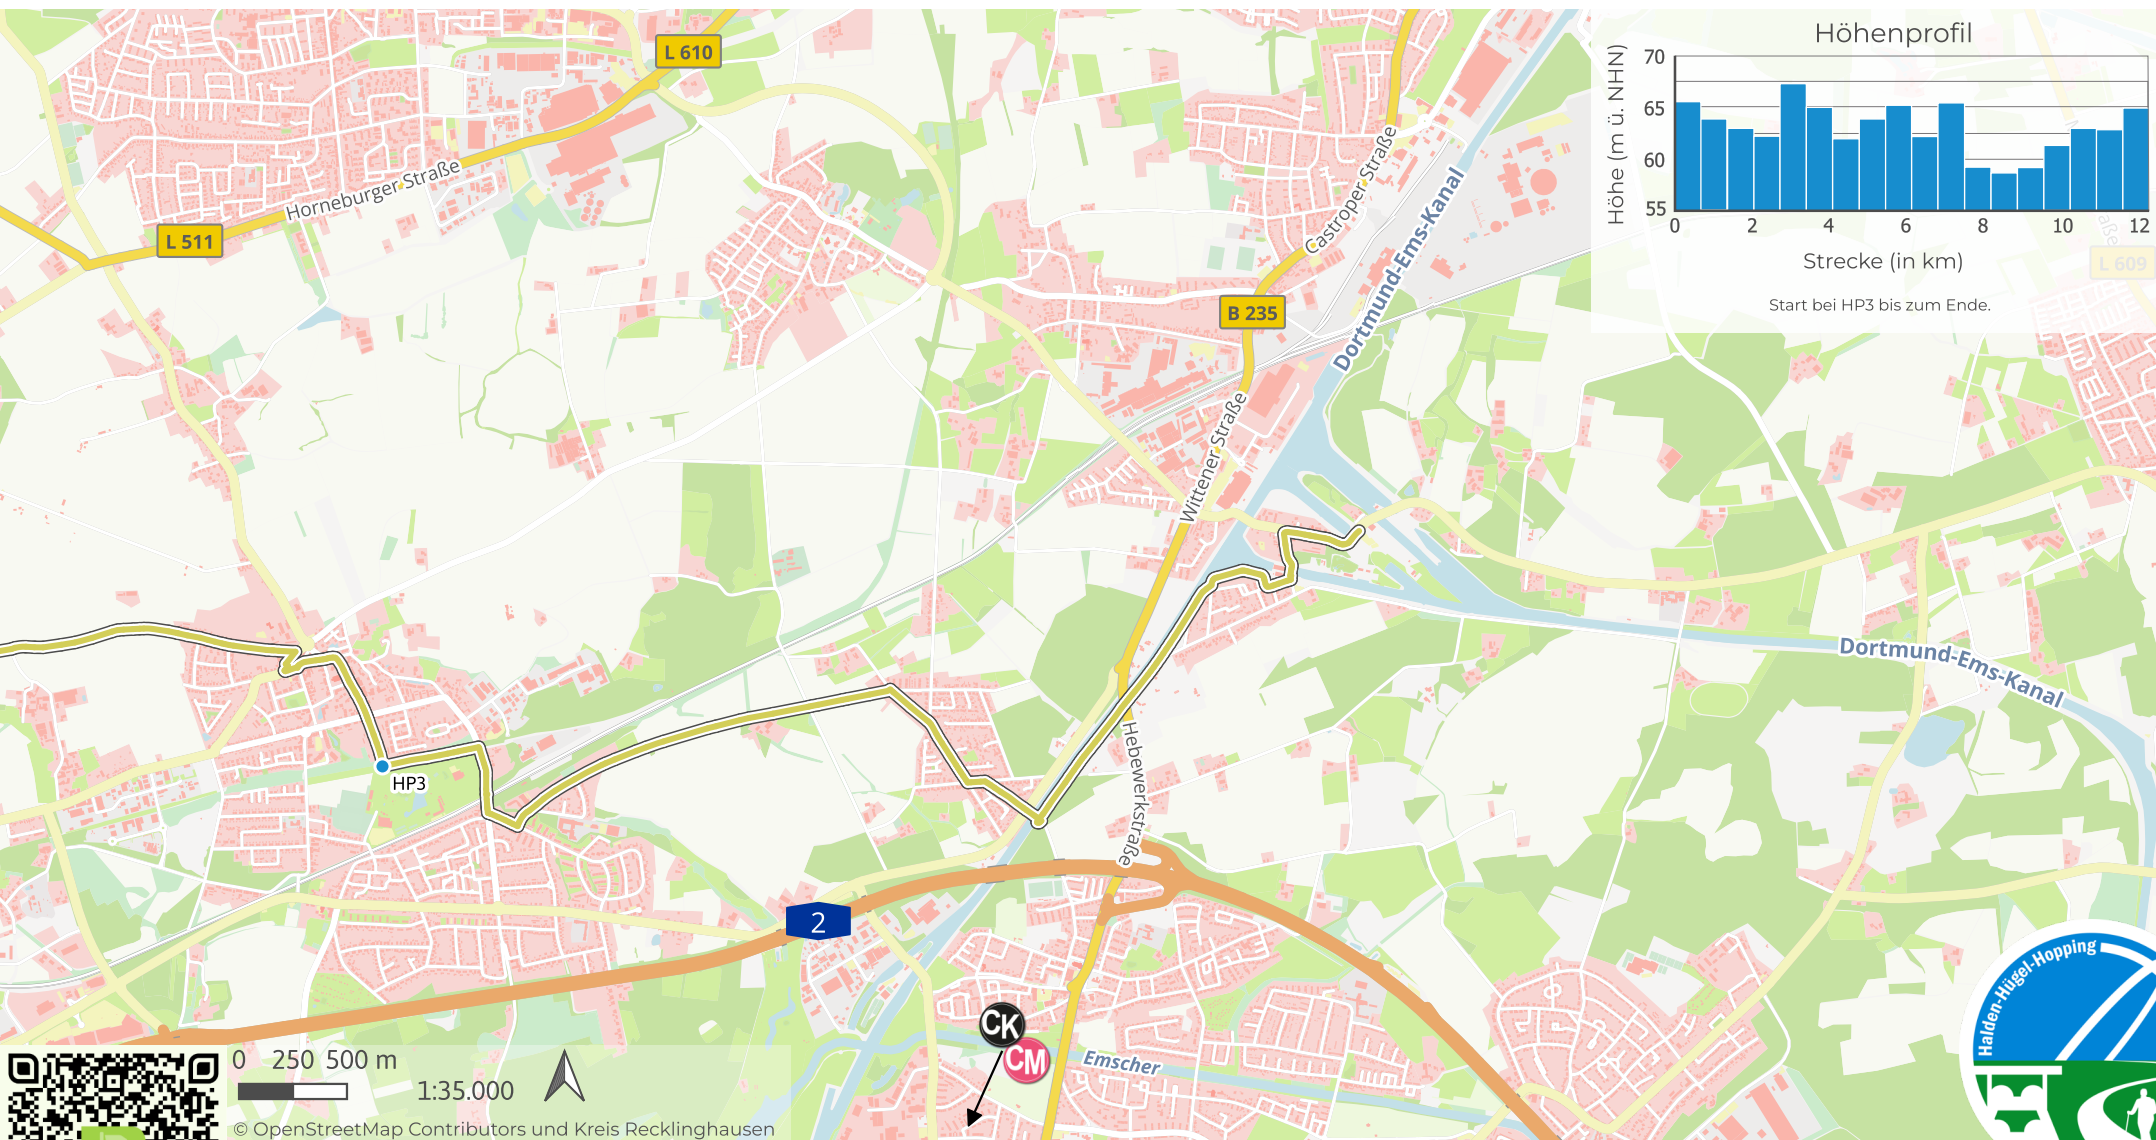 L 610
Horneburger Straße
L 511
Castroper Straße
Dortmund-Ems-Kanal
B 235
Wittener Straße
Höhenprofil
Höhe (m ü. NHN)
70
65
60
55
0 2 4 6 8 10 12
Strecke (in km)
Start bei HP3 bis zum Ende.
L 609
HP3
Dortmund-Ems-Kanal
Hebewerkstraße
2
CK
CM
Emscher
Halden-Hügel-Hopping
0 250 500 m
1:35.000
© OpenStreetMap Contributors und Kreis Recklinghausen